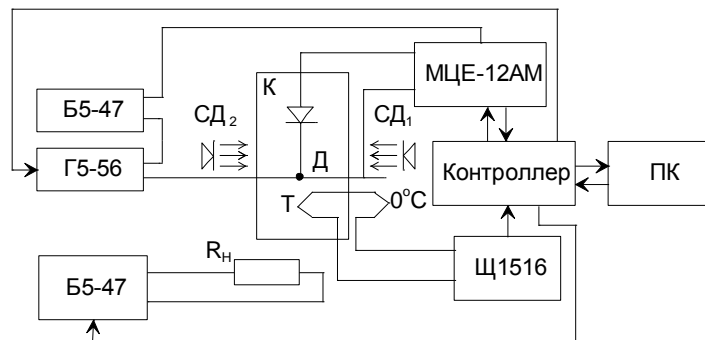 МЦЕ-12АМ
К
Б5-47
СД2
СД1
Г5-56
Д
Контроллер
ПК
Т
0°С
RН
Щ1516
Б5-47